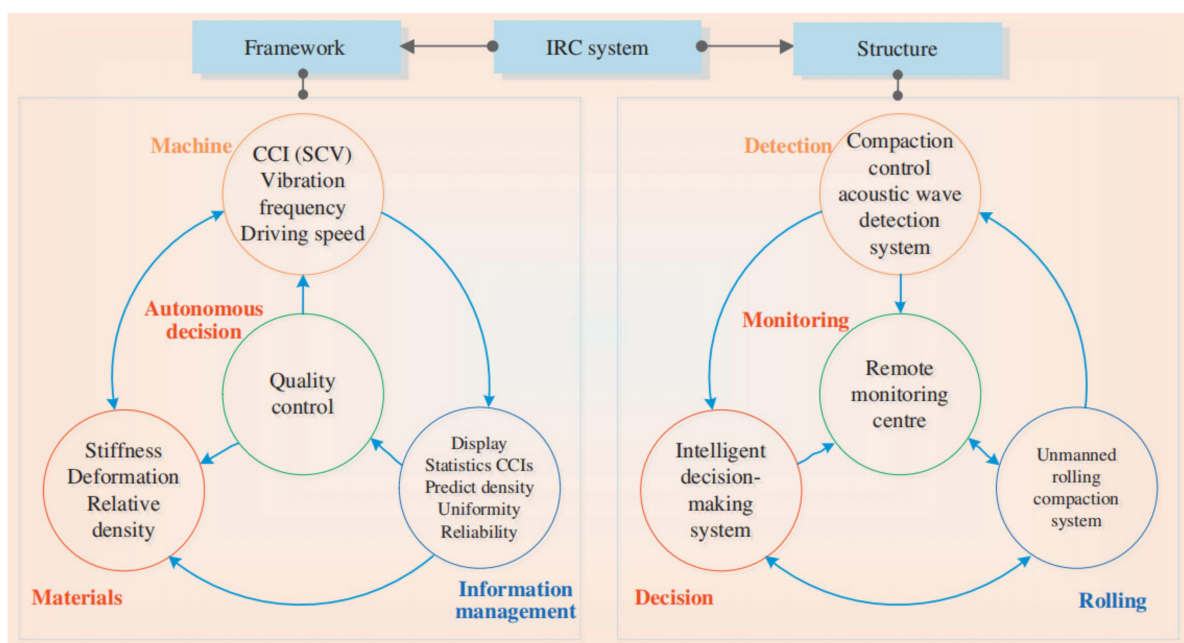 Framework
IRC system
Structure
Machine
CCI (SCV)
Vibration
frequency
Driving speed
Autonomous
decision
Quality
control
Stiffness
Deformation
Relative
density
Display
Statistics CCIs
Predict density
Uniformity
Reliability
Materials
Information
management
Detection
Compaction
control
acoustic wave
detection
system
Monitoring
Remote
monitoring
centre
Intelligent
decision-
making
system
Unmanned
rolling
compaction
system
Decision
Rolling